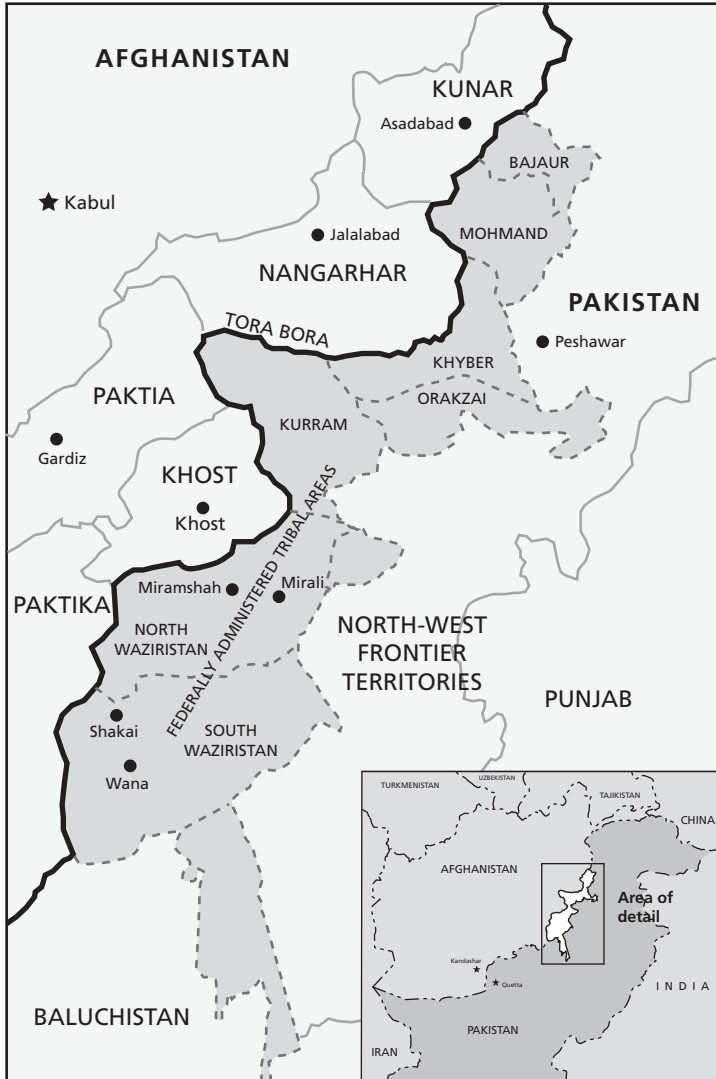 AFGHANISTAN
KUNAR
Asadabad
BAJAUR
Kabul
Jalalabad
MOHMAND
NANGARHAR
PAKISTAN
TORA BORA
Peshawar
KHYBER
PAKTIA
ORAKZAI
KURRAM
Gardiz
KHOST
Khost
FEDERALLY ADMINISTERED TRIBAL AREAS
Miramshah
Mirali
PAKTIKA
NORTH
WAZIRISTAN
NORTH-WEST
FRONTIER
TERRITORIES
PUNJAB
Shakai
SOUTH
WAZIRISTAN
Wana
BALUCHISTAN
UZBEKISTAN
TURKMENISTAN
TAJIKISTAN
CHINA
AFGHANISTAN
Area of
detail
Kandashar
Quetta
INDIA
PAKISTAN
IRAN